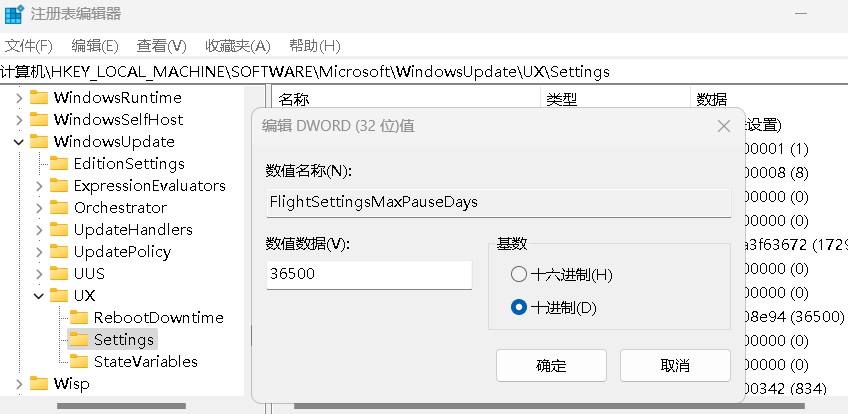 注册表编辑器
文件(F) 编辑(E) 查看(V) 收藏夹(A) 帮助(H)
计算机\HKEY_LOCAL_MACHINE\SOFTWARE\Microsoft\WindowsUpdate\UX\Settings
WindowsRuntime
WindowsSelfHost
WindowsUpdate
EditionSettings
ExpressionEvaluators
Orchestrator
UpdateHandlers
UpdatePolicy
UUS
UX
RebootDowntime
Settings
StateVariables
Wisp
名称 类型 数据
编辑 DWORD (32 位)值
数值名称(N):
FlightSettingsMaxPauseDays
数值数据(V):
36500
基数
十六进制(H)
十进制(D)
确定 取消
设置)
00001 (1)
00008 (8)
00000 (0)
00000 (0)
a3f63672 (1729
00000 (0)
00000 (0)
08e94 (36500)
00000 (0)
00000 (0)
00342 (834)